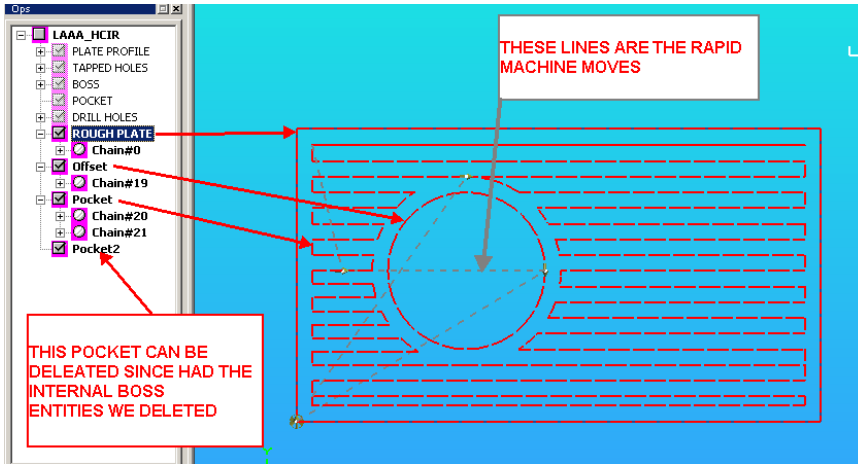 Ops
LAAA_HCIR
PLATE PROFILE
TAPPED HOLES
BOSS
POCKET
DRILL HOLES
ROUGH PLATE
Chain#0
Offset
Chain#19
Pocket
Chain#20
Chain#21
Pocket2
THESE LINES ARE THE RAPID
MACHINE MOVES
THIS POCKET CAN BE
DELEATED SINCE HAD THE
INTERNAL BOSS
ENTITIES WE DELETED